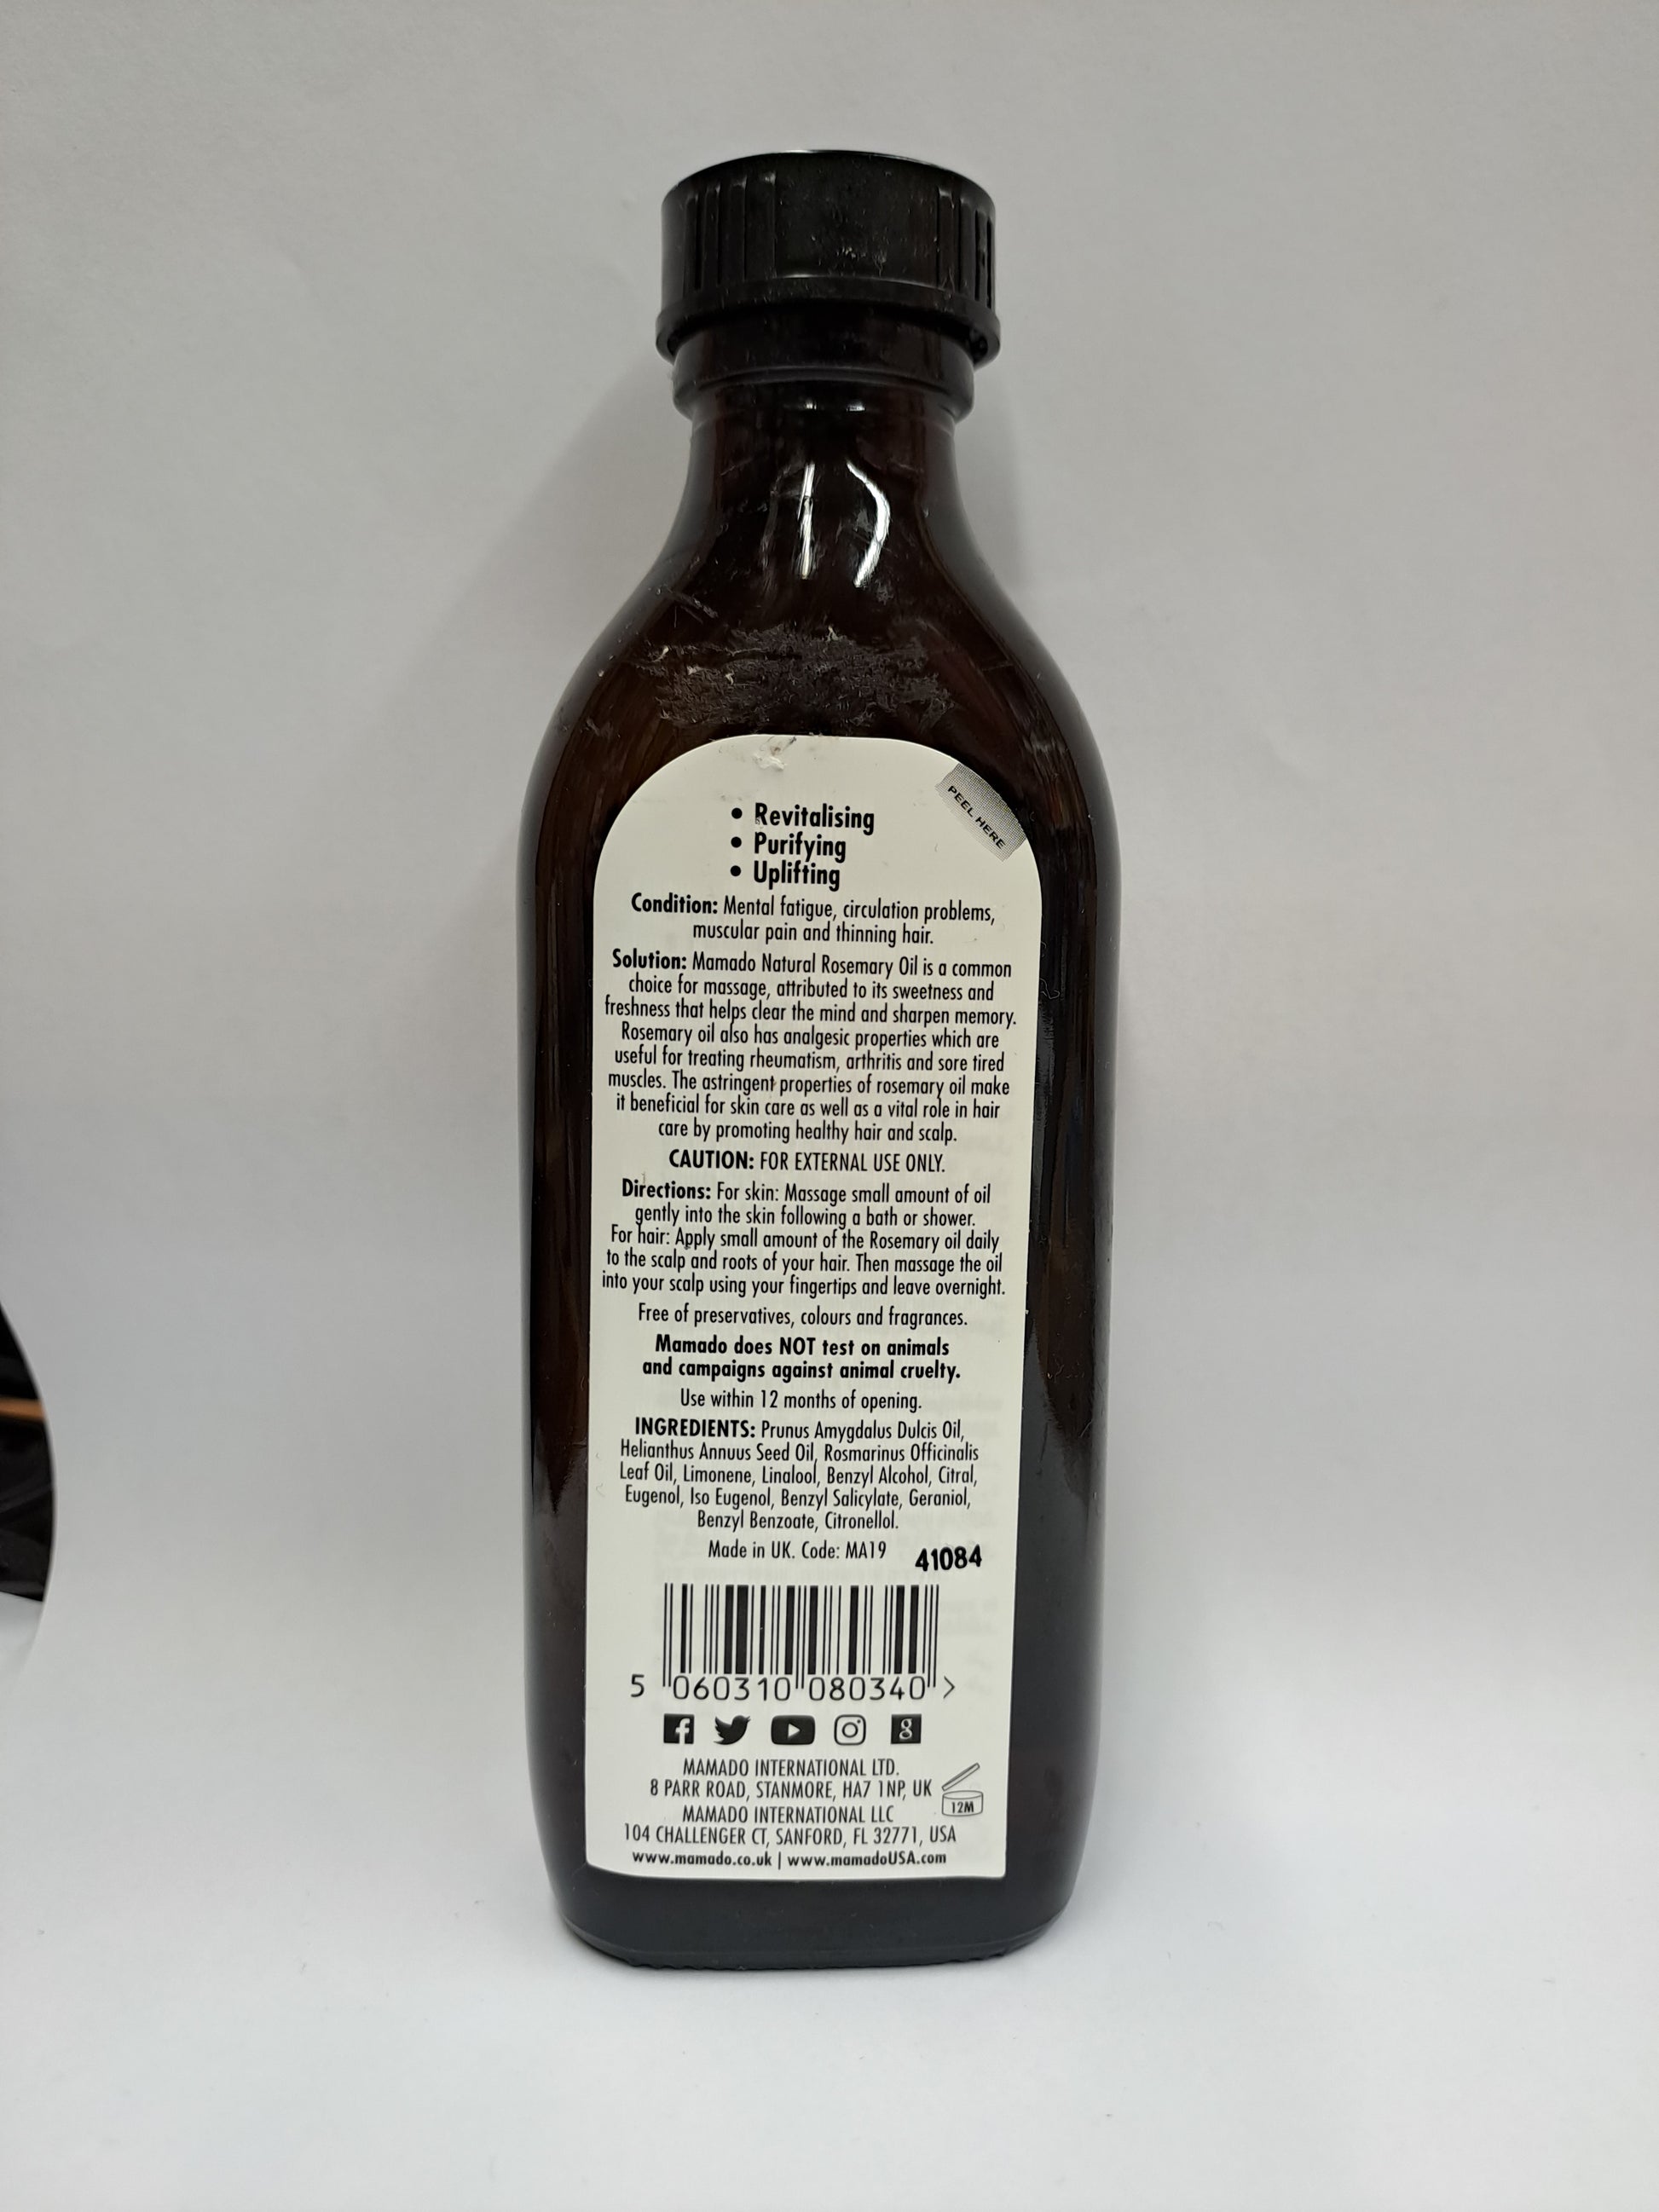 PEEL HERE
• Revitalising
• Purifying
• Uplifting
Condition: Mental fatigue, circulation problems,
muscular pain and thinning hair.
Solution: Mamado Natural Rosemary Oil is a common
choice for massage, attributed to its sweetness and
freshness that helps clear the mind and sharpen memory.
Rosemary oil also has analgesic properties which are
useful for treating rheumatism, arthritis and sore tired
muscles. The astringent properties of rosemary oil make
it beneficial for skin care as well as a vital role in hair
care by promoting healthy hair and scalp.
CAUTION: FOR EXTERNAL USE ONLY.
Directions: For skin: Massage small amount of oil
gently into the skin following a bath or shower.
For hair: Apply small amount of the Rosemary oil daily
to the scalp and roots of your hair. Then massage the oil
into your scalp using your fingertips and leave overnight.
Free of preservatives, colours and fragrances.
Mamado does NOT test on animals
and campaigns against animal cruelty.
Use within 12 months of opening.
INGREDIENTS: Prunus Amygdalus Dulcis Oil,
Helianthus Annuus Seed Oil, Rosmarinus Officinalis
Leaf Oil, Limonene, Linalool, Benzyl Alcohol, Citral,
Eugenol, Iso Eugenol, Benzyl Salicylate, Geraniol,
Benzyl Benzoate, Citronellol.
Made in UK. Code: MA19 41084
5 060310 080340 >
MAMADO INTERNATIONAL LTD.
8 PARR ROAD, STANMORE, HA7 1NP, UK
12M
MAMADO INTERNATIONAL LLC
104 CHALLENGER CT, SANFORD, FL 32771, USA
www.mamado.co.uk | www.mamadoUSA.com